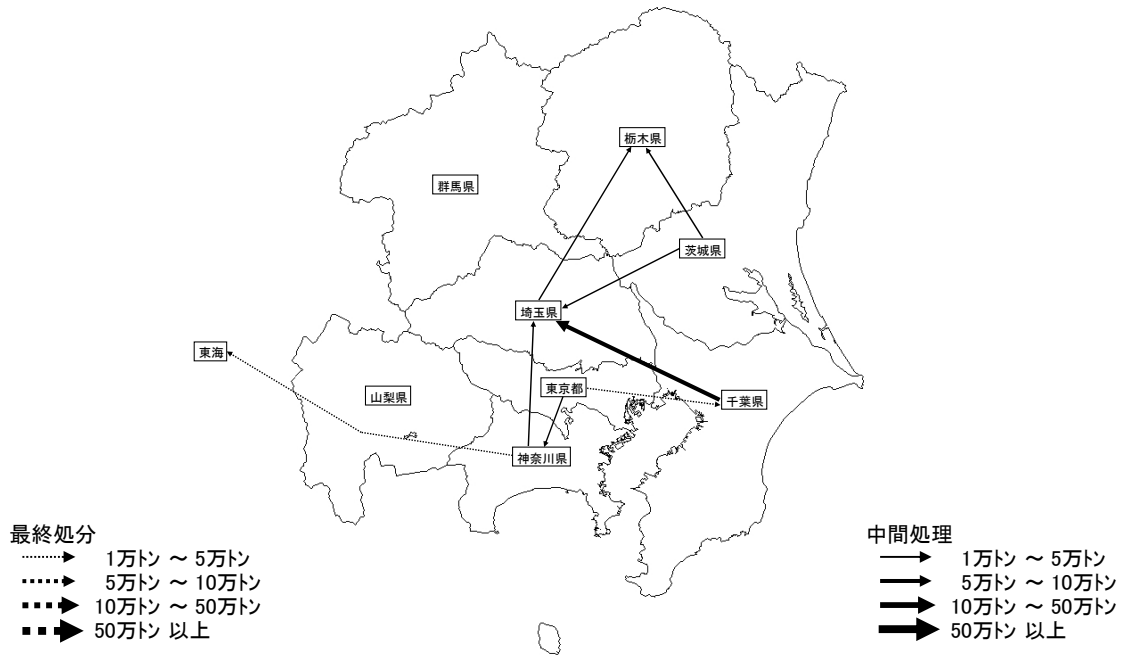 栃木県
群馬県
茨城県
埼玉県
東海
東京都
山梨県
千葉県
神奈川県
最終処分
1万トン ～ 5万トン
5万トン ～ 10万トン
10万トン ～ 50万トン
50万トン 以上
中間処理
1万トン ～ 5万トン
5万トン ～ 10万トン
10万トン ～ 50万トン
50万トン 以上